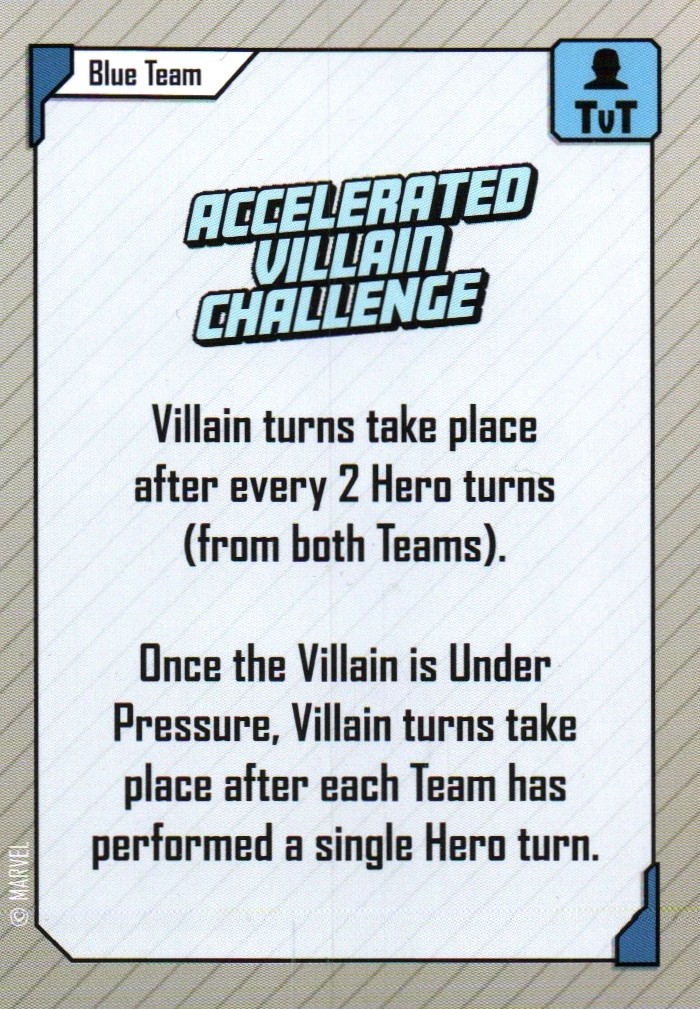 Blue Team
TvT
ACCELERATED
VILLAIN
CHALLENGE
Villain turns take place
after every 2 Hero turns
(from both Teams).
Once the Villain is Under
Pressure, Villain turns take
place after each Team has
performed a single Hero turn.
© MARVEL